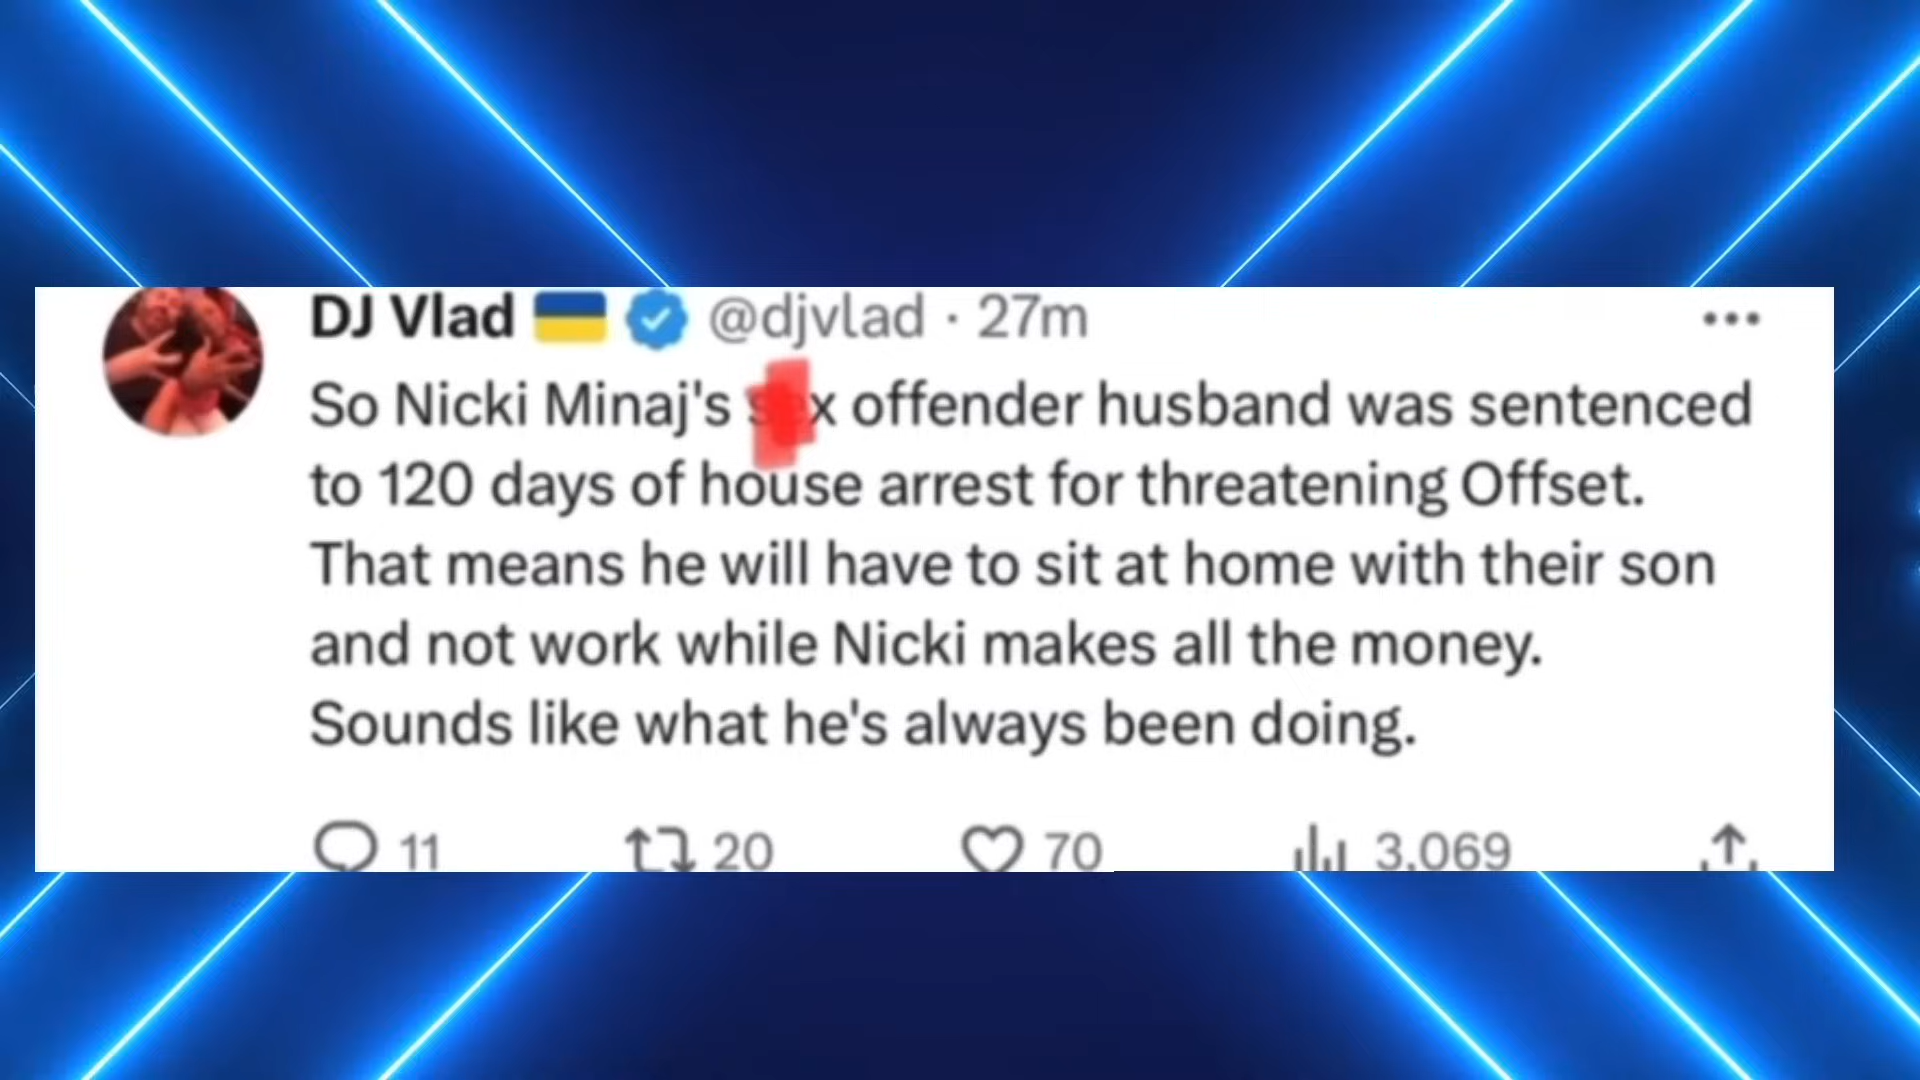 DJ Vlad 🇺🇦 @djvlad · 27m
So Nicki Minaj's sex offender husband was sentenced
to 120 days of house arrest for threatening Offset.
That means he will have to sit at home with their son
and not work while Nicki makes all the money.
Sounds like what he's always been doing.
11 20 70 3,069